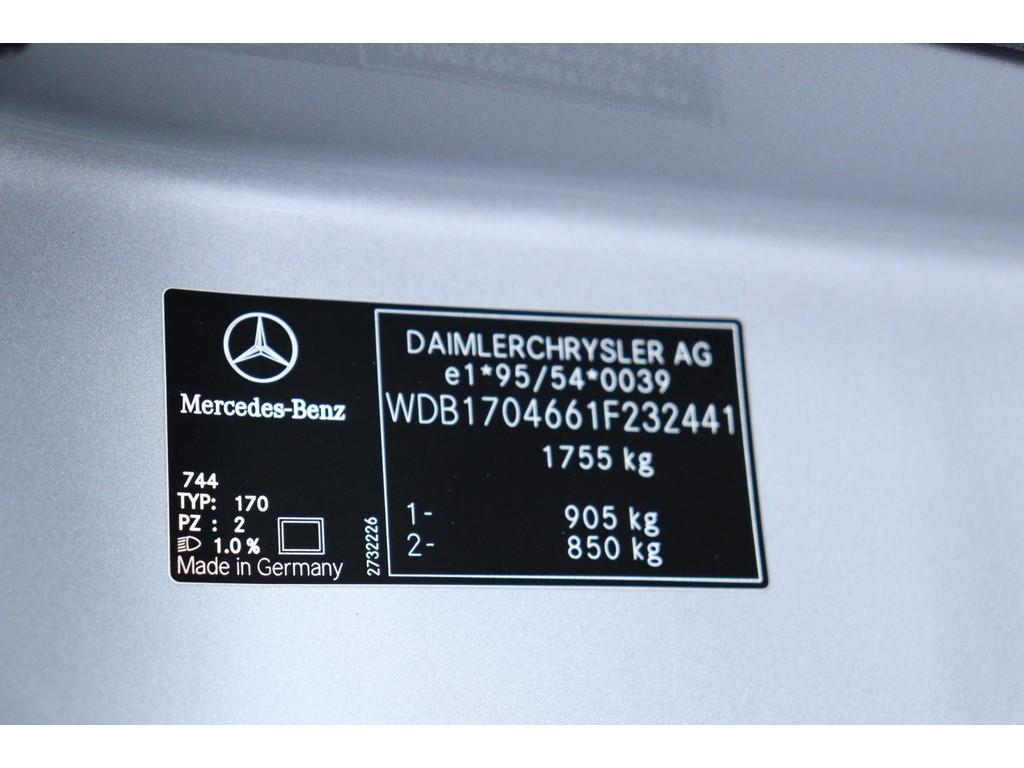 Mercedes-Benz
744
TYP: 170
PZ : 2
1.0 %
Made in Germany
2732226
DAIMLERCHRYSLER AG
e1*95/54*0039
WDB1704661F232441
1755 kg
1- 905 kg
2- 850 kg